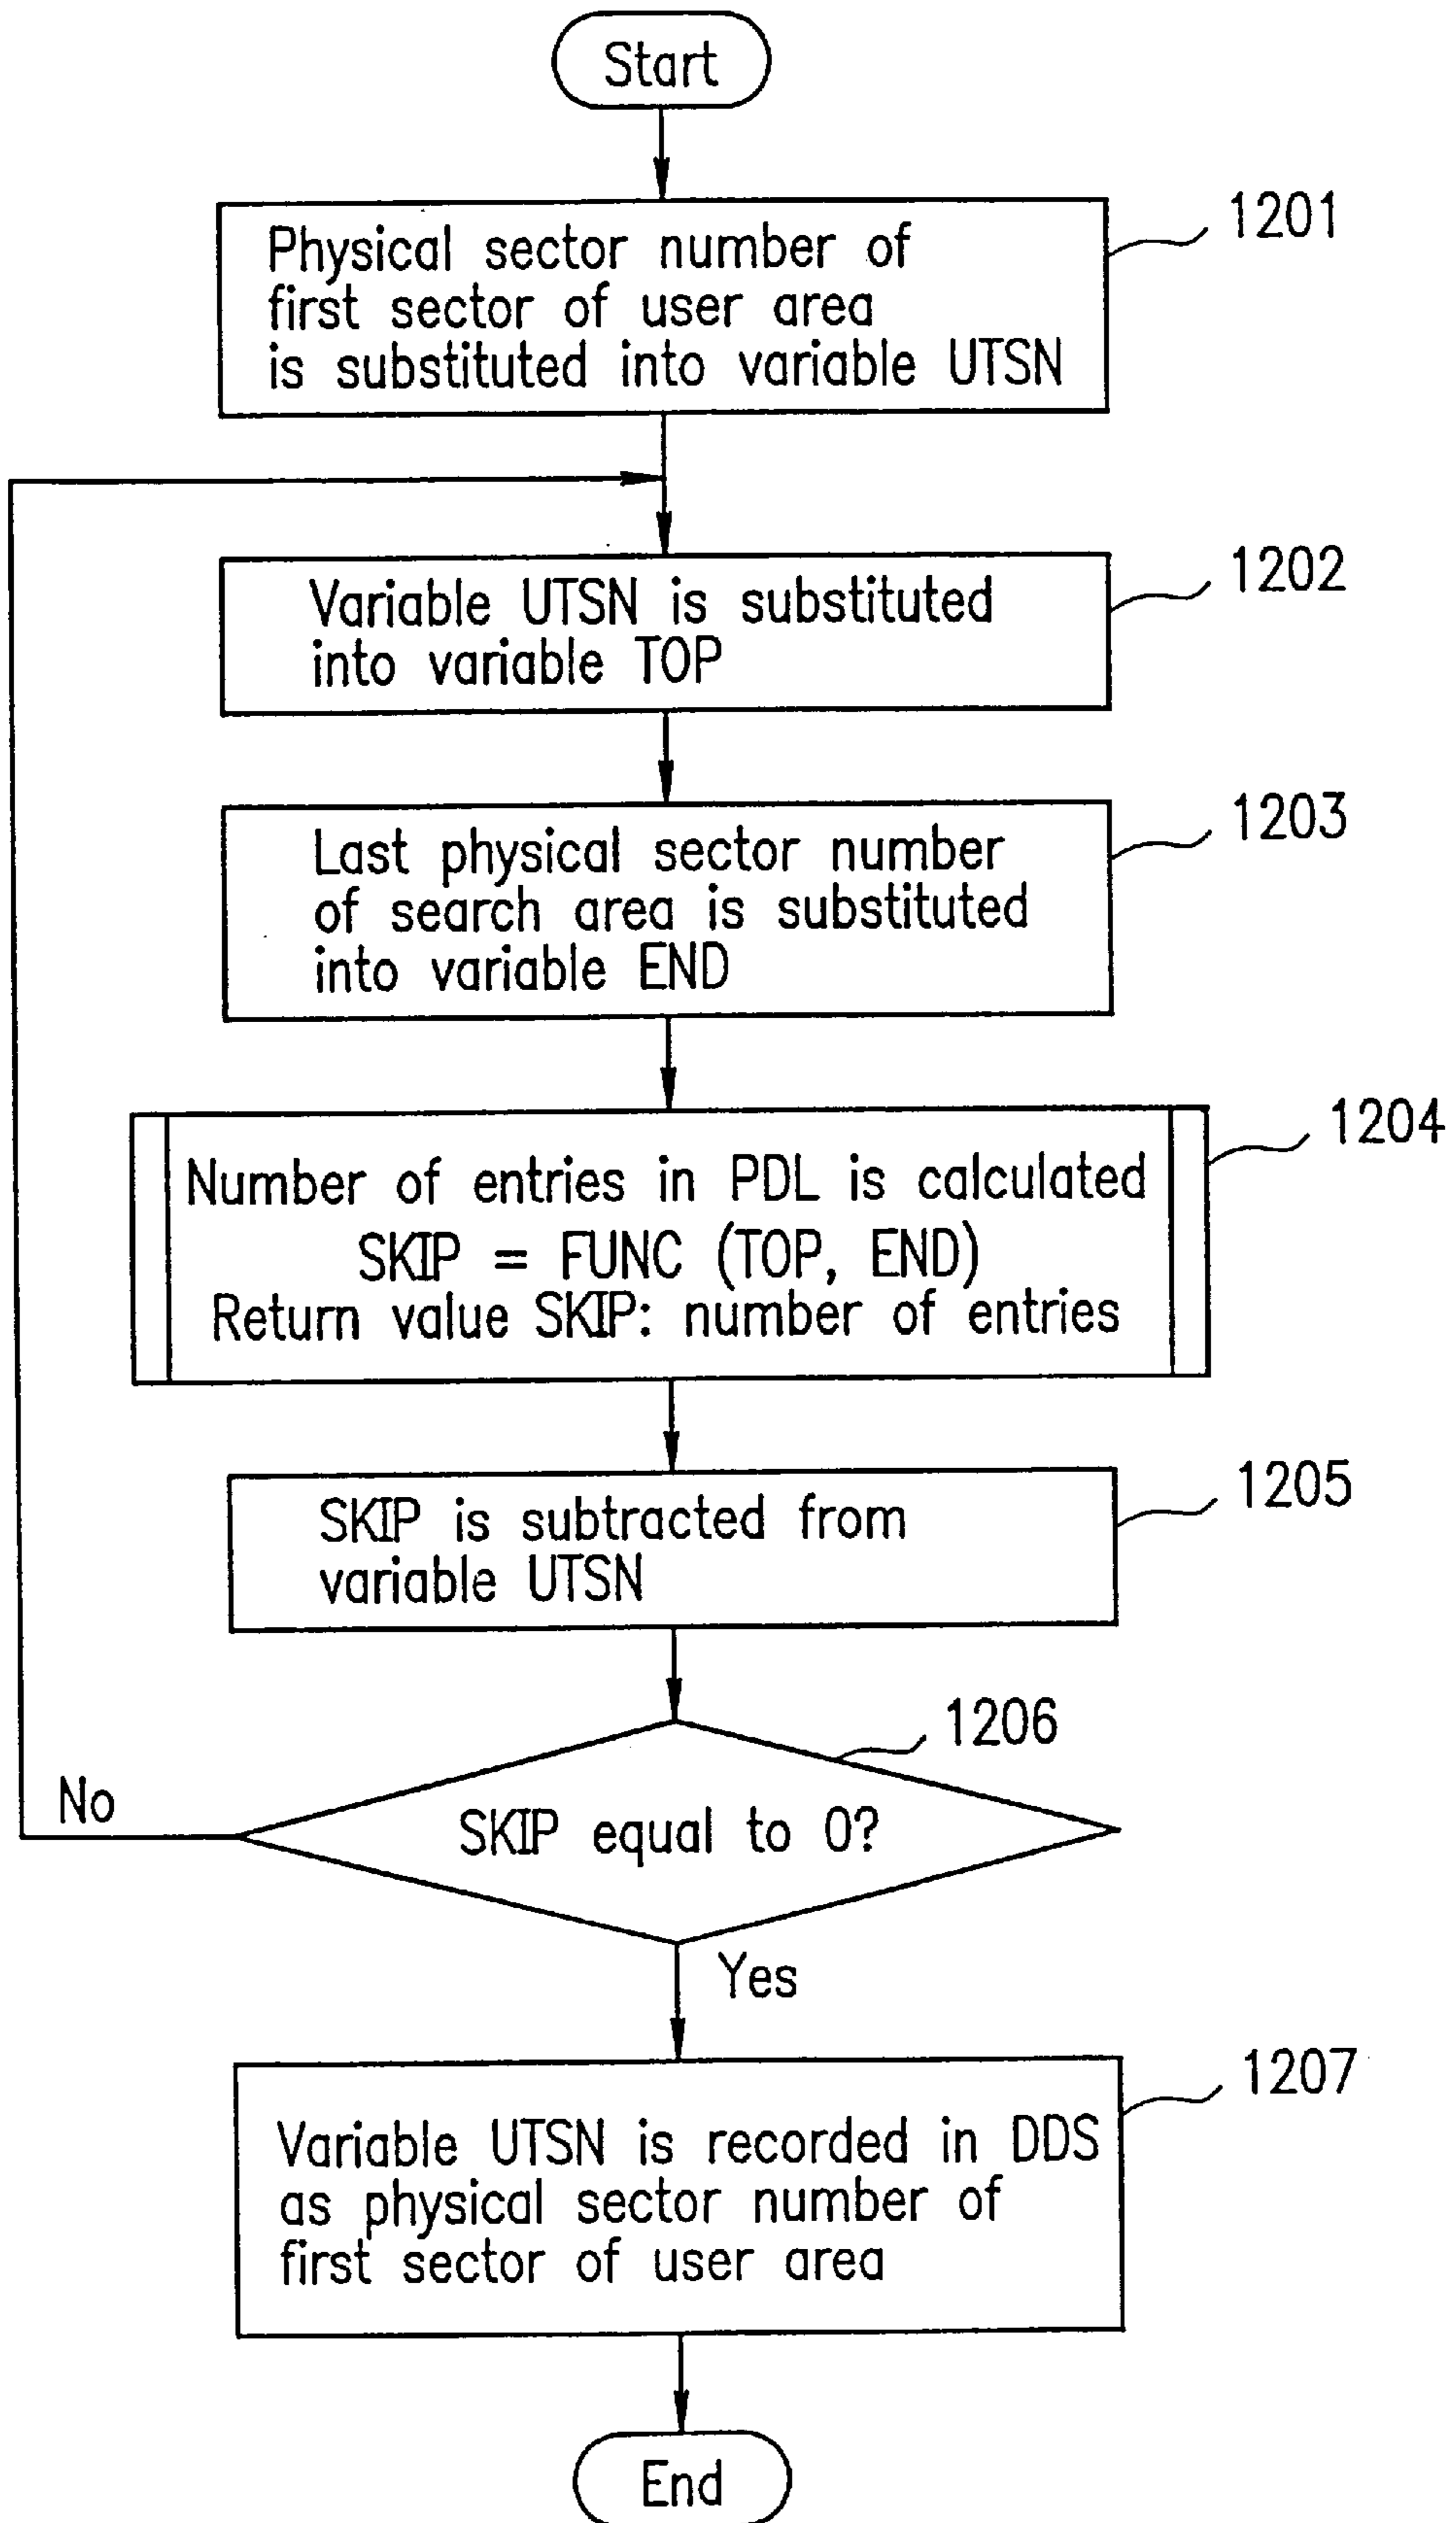 Start
1201
Physical sector number of
first sector of user area
is substituted into variable UTSN
1202
Variable UTSN is substituted
into variable TOP
1203
Last physical sector number
of search area is substituted
into variable END
1204
Number of entries in PDL is calculated
SKIP = FUNC (TOP, END)
Return value SKIP: number of entries
1205
SKIP is subtracted from
variable UTSN
1206
No
SKIP equal to 0?
Yes
1207
Variable UTSN is recorded in DDS
as physical sector number of
first sector of user area
End